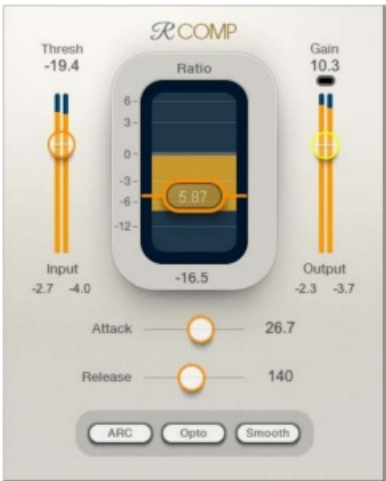 R COMP
Thresh
-19.4
Ratio
Gain
10.3
6
3
0
-3
-6
-12
5.87
-16.5
Input
-2.7 -4.0
Output
-2.3 -3.7
Attack 26.7
Release 140
ARC Opto Smooth